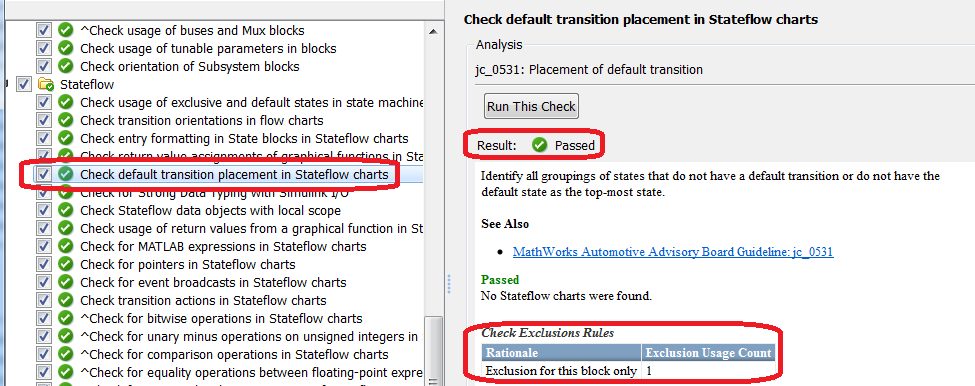 ^Check usage of buses and Mux blocks
Check usage of tunable parameters in blocks
Check orientation of Subsystem blocks
Stateflow
Check usage of exclusive and default states in state machine
Check transition orientations in flow charts
Check entry formatting in State blocks in Stateflow charts
Check return value assignments of graphical functions in Sta
Check default transition placement in Stateflow charts
Check for Strong Data Typing with Simulink I/O
Check Stateflow data objects with local scope
Check usage of return values from a graphical function in St
Check for MATLAB expressions in Stateflow charts
Check for pointers in Stateflow charts
Check for event broadcasts in Stateflow charts
Check transition actions in Stateflow charts
^Check for bitwise operations in Stateflow charts
^Check for unary minus operations on unsigned integers in
^Check for comparison operations in Stateflow charts
^Check for equality operations between floating-point expre
Check default transition placement in Stateflow charts
Analysis
jc_0531: Placement of default transition
Run This Check
Result: Passed
Identify all groupings of states that do not have a default transition or do not have the
default state as the top-most state.
See Also
• MathWorks Automotive Advisory Board Guideline: jc_0531
Passed
No Stateflow charts were found.
Check Exclusions Rules
Rationale Exclusion Usage Count
Exclusion for this block only 1